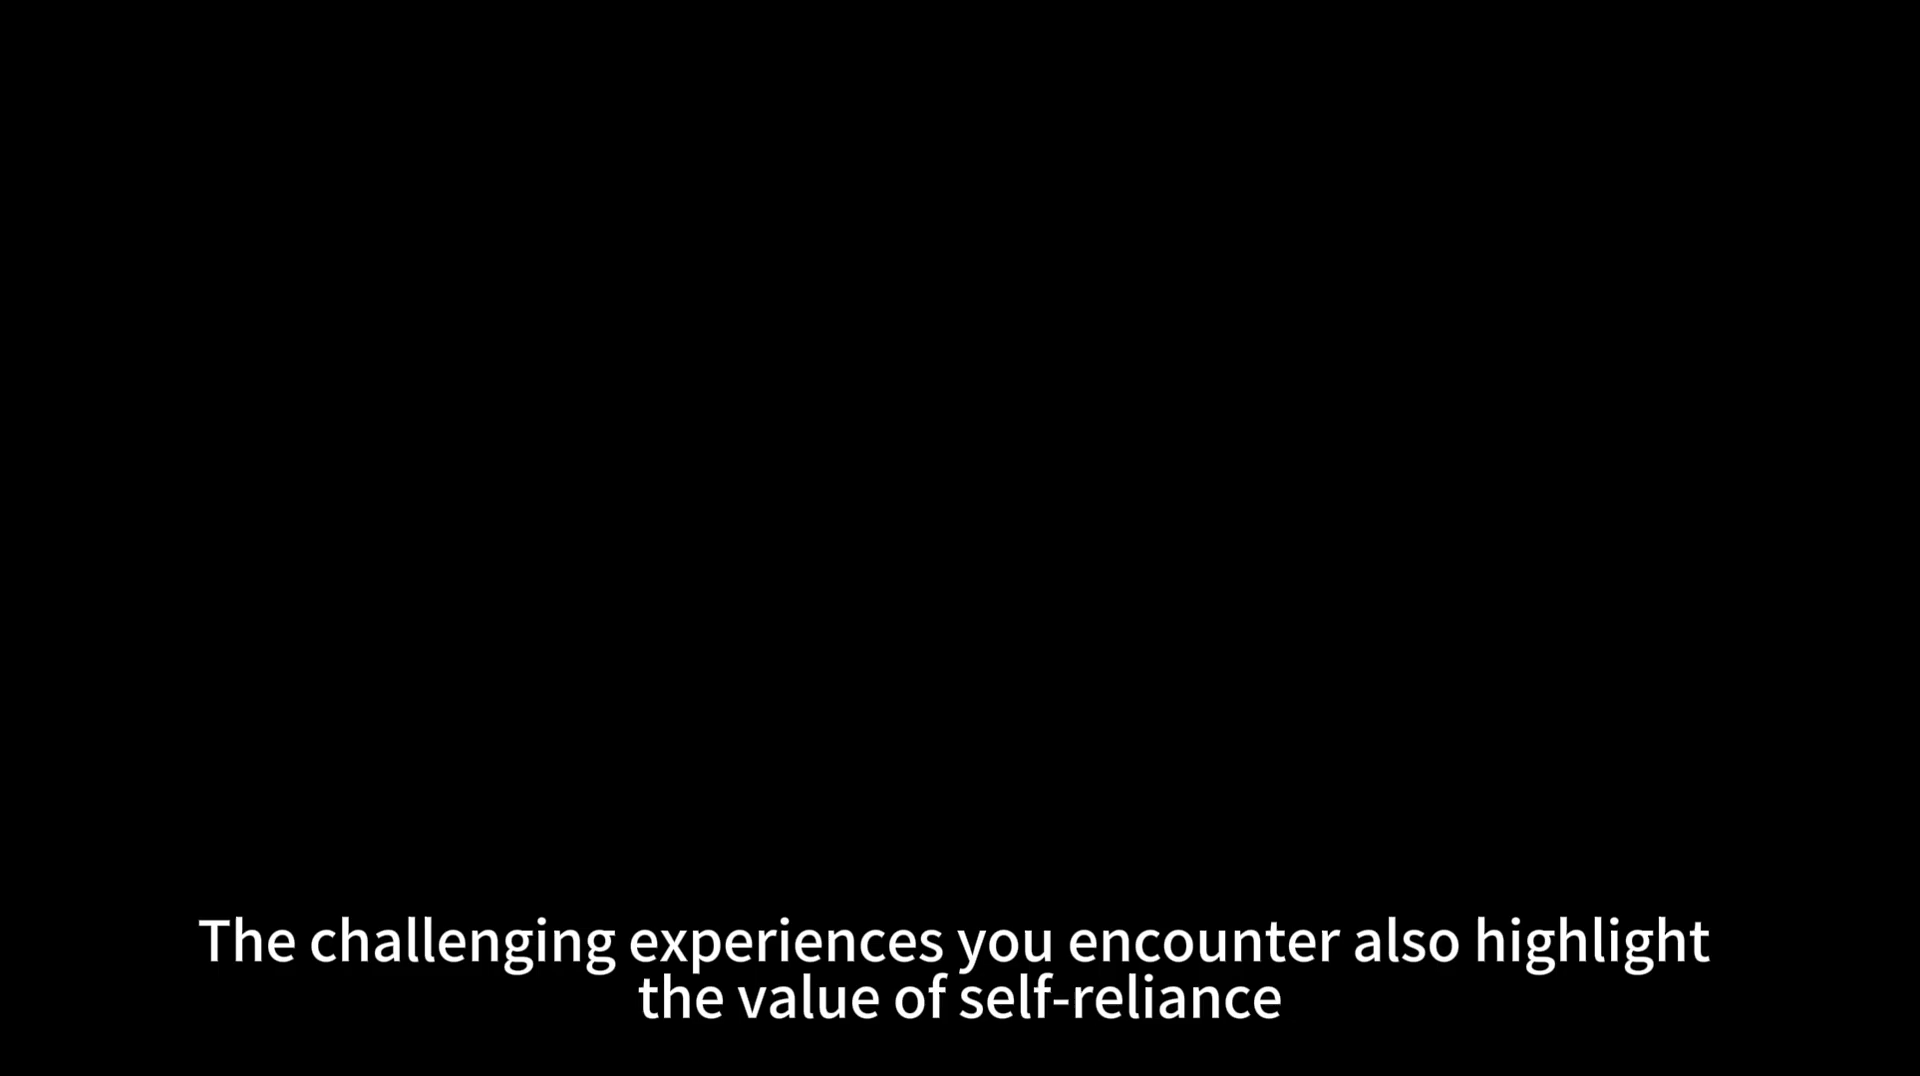 The challenging experiences you encounter also highlight
the value of self-reliance